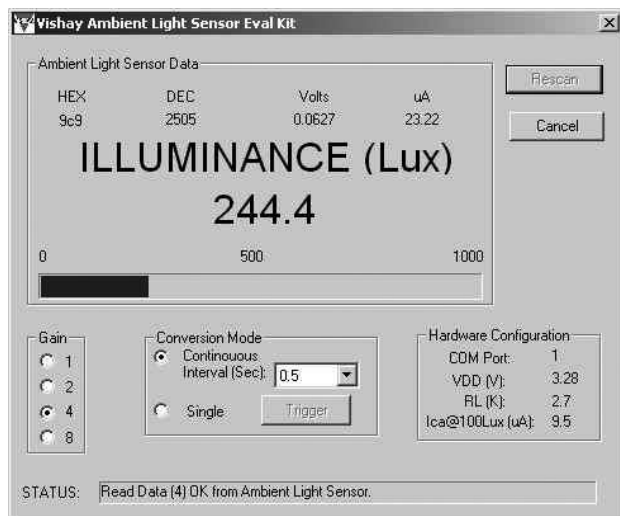 Vishay Ambient Light Sensor Eval Kit
Ambient Light Sensor Data
HEX DEC Volts uA
9c9 2505 0.0627 23.22
ILLUMINANCE (Lux)
244.4
0 500 1000
Rescan
Cancel
Gain
1
2
4
8
Conversion Mode
Continouous
Interval (Sec): 0.5
Single Trigger
Hardware Configuration
COM Port: 1
VDD (V): 3.28
RL (K): 2.7
Ica@100Lux (uA): 9.5
STATUS: Read Data (4) OK from Ambient Light Sensor.